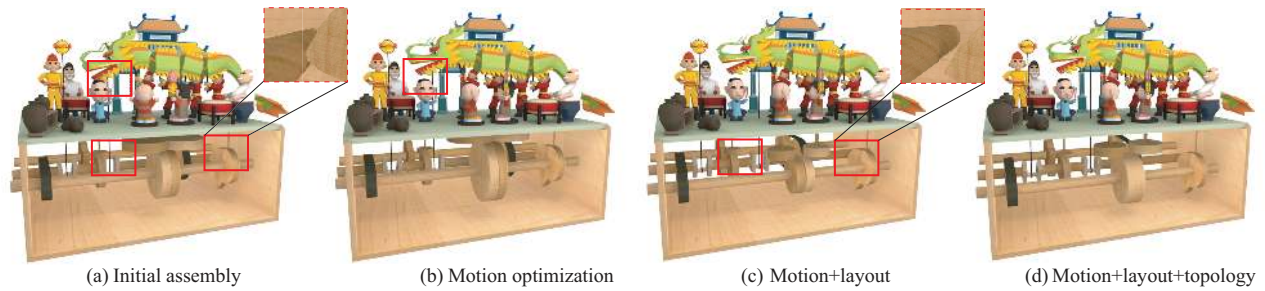 (a) Initial assembly
(b) Motion optimization
(c) Motion+layout
(d) Motion+layout+topology